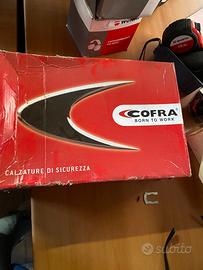 COFRA
BORN TO WORK
CALZATURE DI SICUREZZA
subito